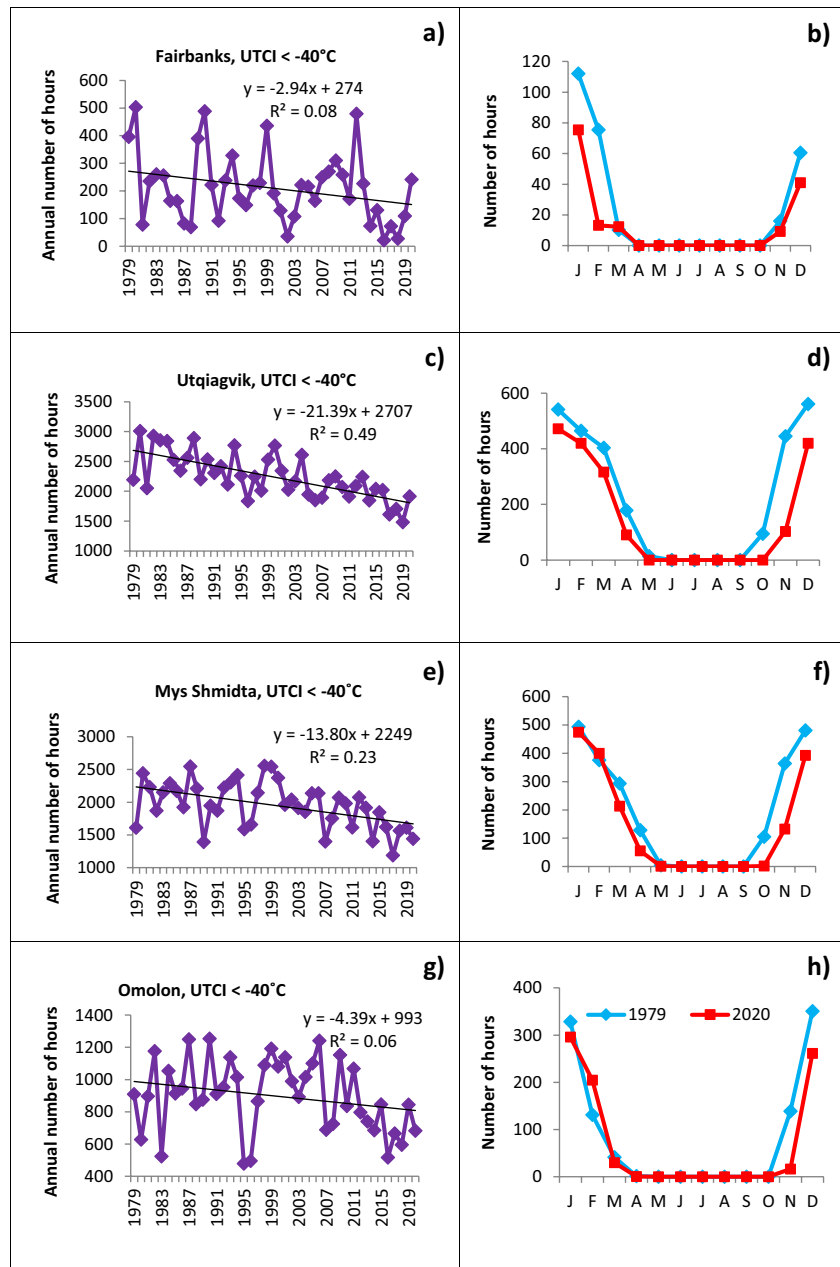 a)
Fairbanks, UTCI < -40°C
y = -2.94x + 274
R² = 0.08
Annual number of hours
600
500
400
300
200
100
0
1979 1983 1987 1991 1995 1999 2003 2007 2011 2015 2019
b)
Number of hours
120
100
80
60
40
20
0
J F M A M J J A S O N D
c)
Utqiagvik, UTCI < -40°C
y = -21.39x + 2707
R² = 0.49
Annual number of hours
3500
3000
2500
2000
1500
1000
1979 1983 1987 1991 1995 1999 2003 2007 2011 2015 2019
d)
Number of hours
600
400
200
0
J F M A M J J A S O N D
e)
Mys Shmidta, UTCI < -40˚C
y = -13.80x + 2249
R² = 0.23
Annual number of hours
3000
2500
2000
1500
1000
1979 1983 1987 1991 1995 1999 2003 2007 2011 2015 2019
f)
Number of hours
600
500
400
300
200
100
0
J F M A M J J A S O N D
g)
Omolon, UTCI < -40˚C
y = -4.39x + 993
R² = 0.06
Annual number of hours
1400
1200
1000
800
600
400
1979 1983 1987 1991 1995 1999 2003 2007 2011 2015 2019
h)
1979 2020
Number of hours
400
300
200
100
0
J F M A M J J A S O N D